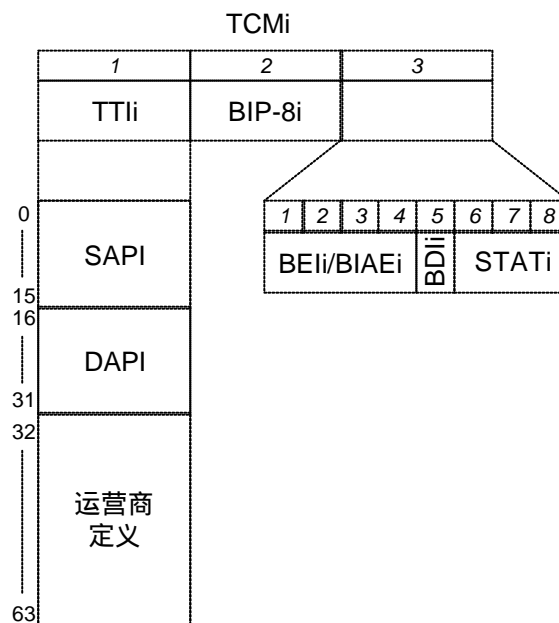 TCMi
1 2 3
TTIi BIP-8i
0
1 2 3 4 5 6 7 8
SAPI
BEIi/BIAEi BDIi STATi
15
16
DAPI
31
32
运营商
定义
63